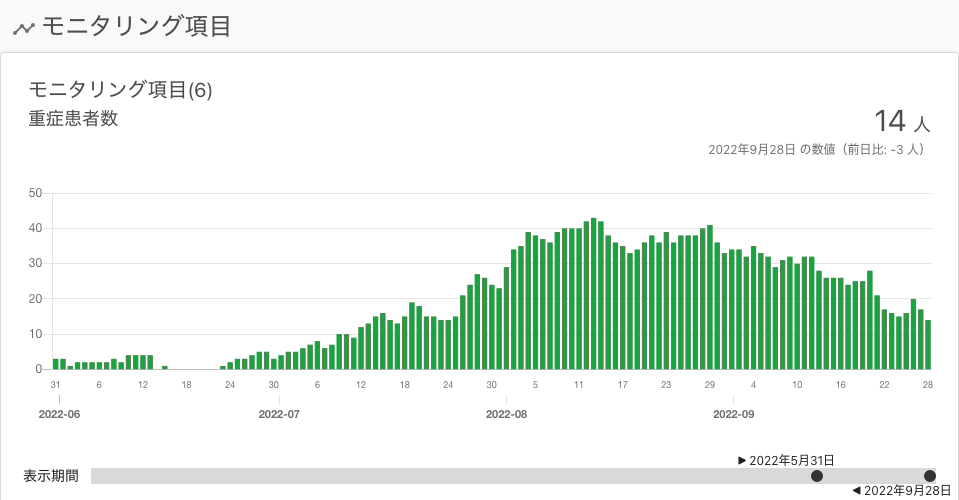 モニタリング項目
モニタリング項目(6)
重症患者数
14 人
2022年9月28日 の数値（前日比: -3 人）
50
40
30
20
10
0
31 6 12 18 24 30 6 12 18 24 30 5 11 17 23 29 4 10 16 22 28
2022-06 2022-07 2022-08 2022-09
▶ 2022年5月31日
表示期間
◀ 2022年9月28日